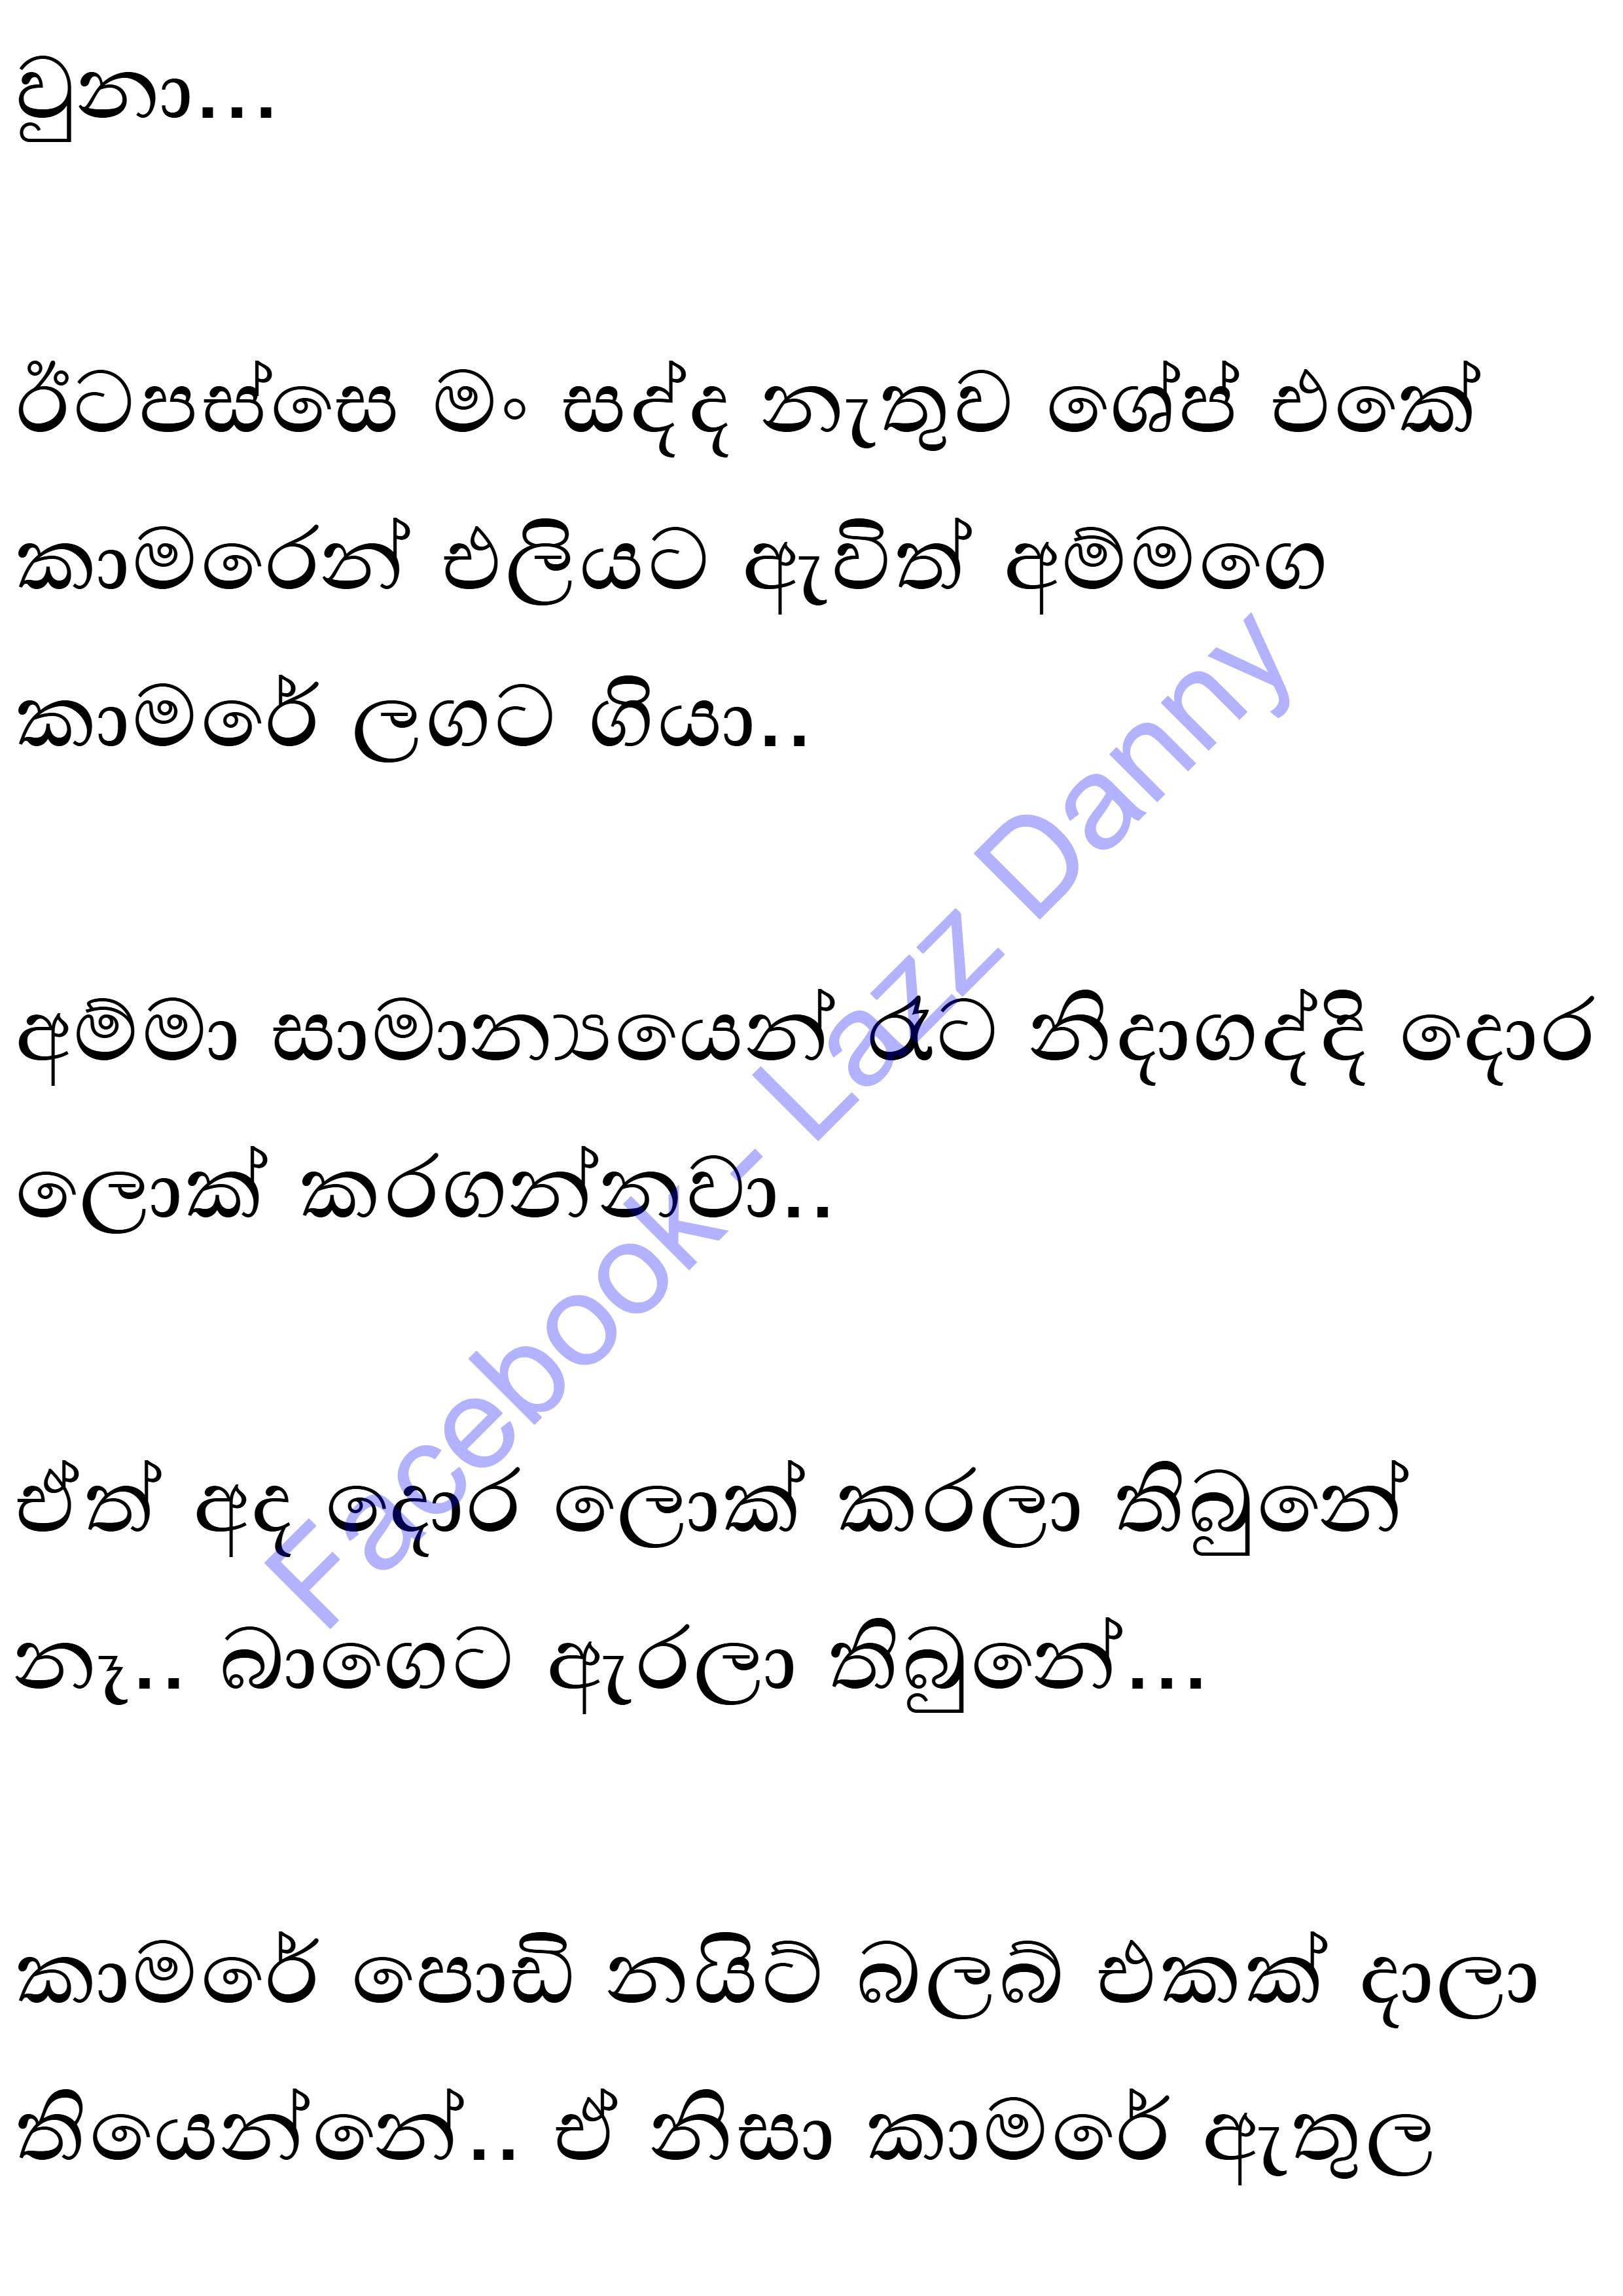 වුනා...
ඊටපස්සෙ මං සද්ද නැතුව ශේප් එකේ
කාමරෙන් එලියට ඇවිත් අම්මගෙ
කාමරේ ලගට ගියා..
අම්මා සාමාන්‍යයෙන් රෑට නිදාගද්දි දොර
ලොක් කරගන්නවා..
ඒත් අද දොර ලොක් කරලා තිබුනේ
නෑ.. බාගෙට ඇරලා තිබුනේ...
කාමරේ පොඩි නයිට් බල්බ් එකක් දාලා
තියෙන්නේ.. ඒ නිසා කාමරේ ඇතුල
Facebook - Lazz Danny